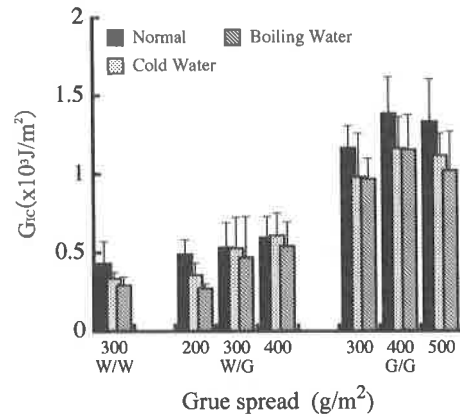 2
Normal
Boiling Water
Cold Water
1.5
1
0.5
0
G_IC(x10³J/m²)
300 200 300 400 300 400 500
W/W W/G G/G
Grue spread (g/m²)